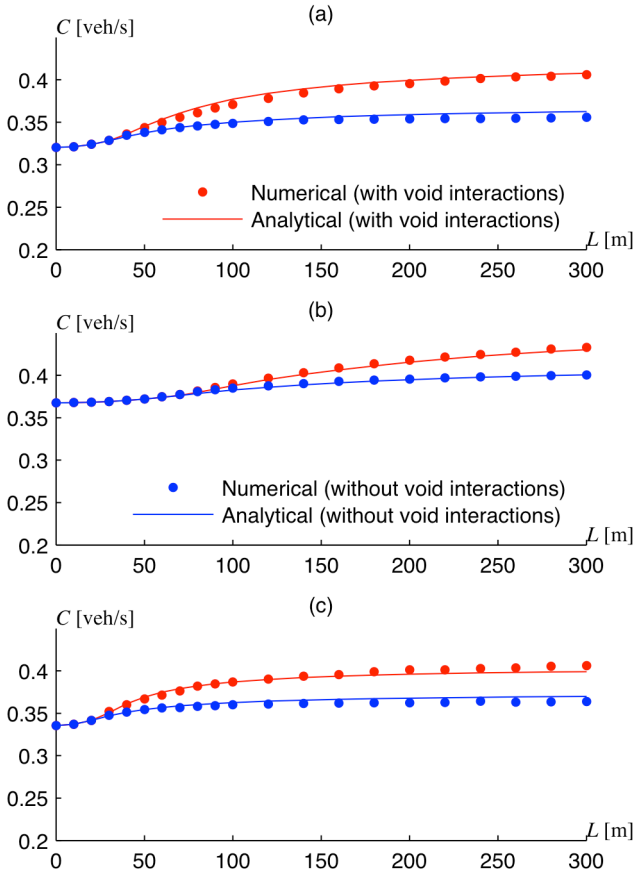 (a)
C [veh/s]
0.4
0.35
0.3
0.25
0.2
Numerical (with void interactions)
Analytical (with void interactions)
L [m]
0 50 100 150 200 250 300
(b)
C [veh/s]
0.4
0.35
0.3
0.25
0.2
Numerical (without void interactions)
Analytical (without void interactions)
L [m]
0 50 100 150 200 250 300
(c)
C [veh/s]
0.4
0.35
0.3
0.25
0.2
L [m]
0 50 100 150 200 250 300